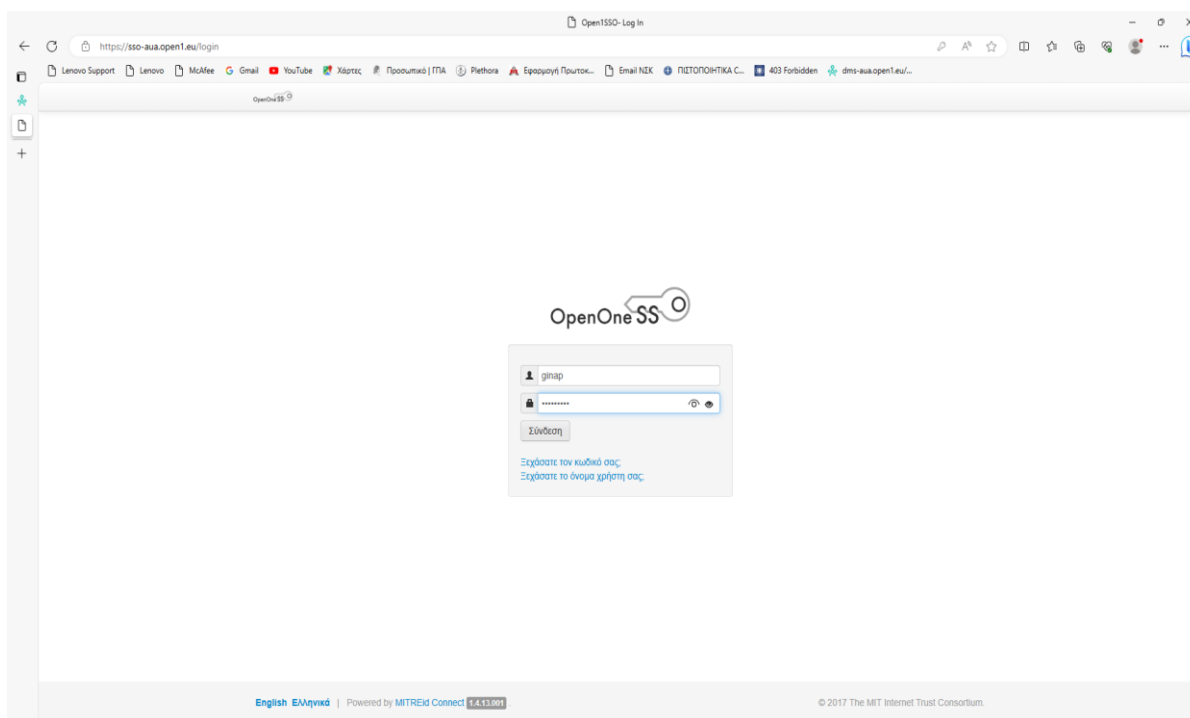 Open1SSO- Log In
https://sso-aua.open1.eu/login
Lenovo Support Lenovo McAfee Gmail YouTube Χάρτες Προσωπικό | ΓΠΑ Plethora Εφαρμογή Πρωτοκ... Email ΝΣΚ ΠΙΣΤΟΠΟΙΗΤΙΚΑ C... 403 Forbidden dms-aua.open1.eu/...
OpenOne SS
OpenOne SSO
ginap
Σύνδεση
Ξεχάσατε τον κωδικό σας;
Ξεχάσατε το όνομα χρήστη σας;
English Ελληνικά | Powered by MITREid Connect 1.4.13.001 © 2017 The MIT Internet Trust Consortium.